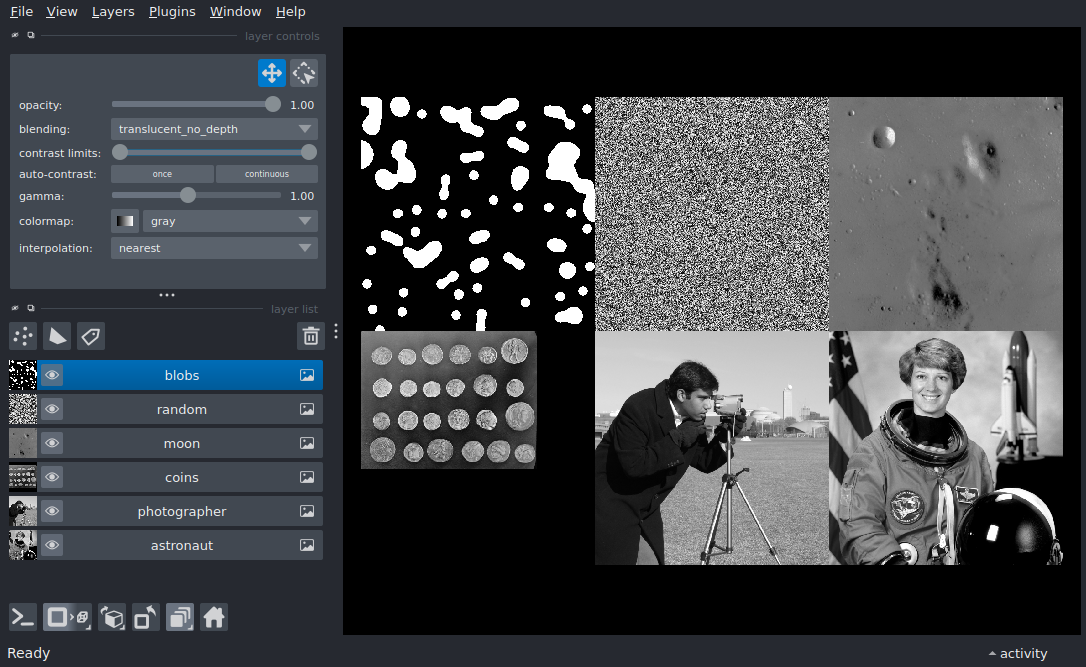 File View Layers Plugins Window Help
layer controls
opacity: 1.00
blending: translucent_no_depth
contrast limits:
auto-contrast: once continuous
gamma: 1.00
colormap: gray
interpolation: nearest
layer list
blobs
random
moon
coins
photographer
astronaut
Ready
activity